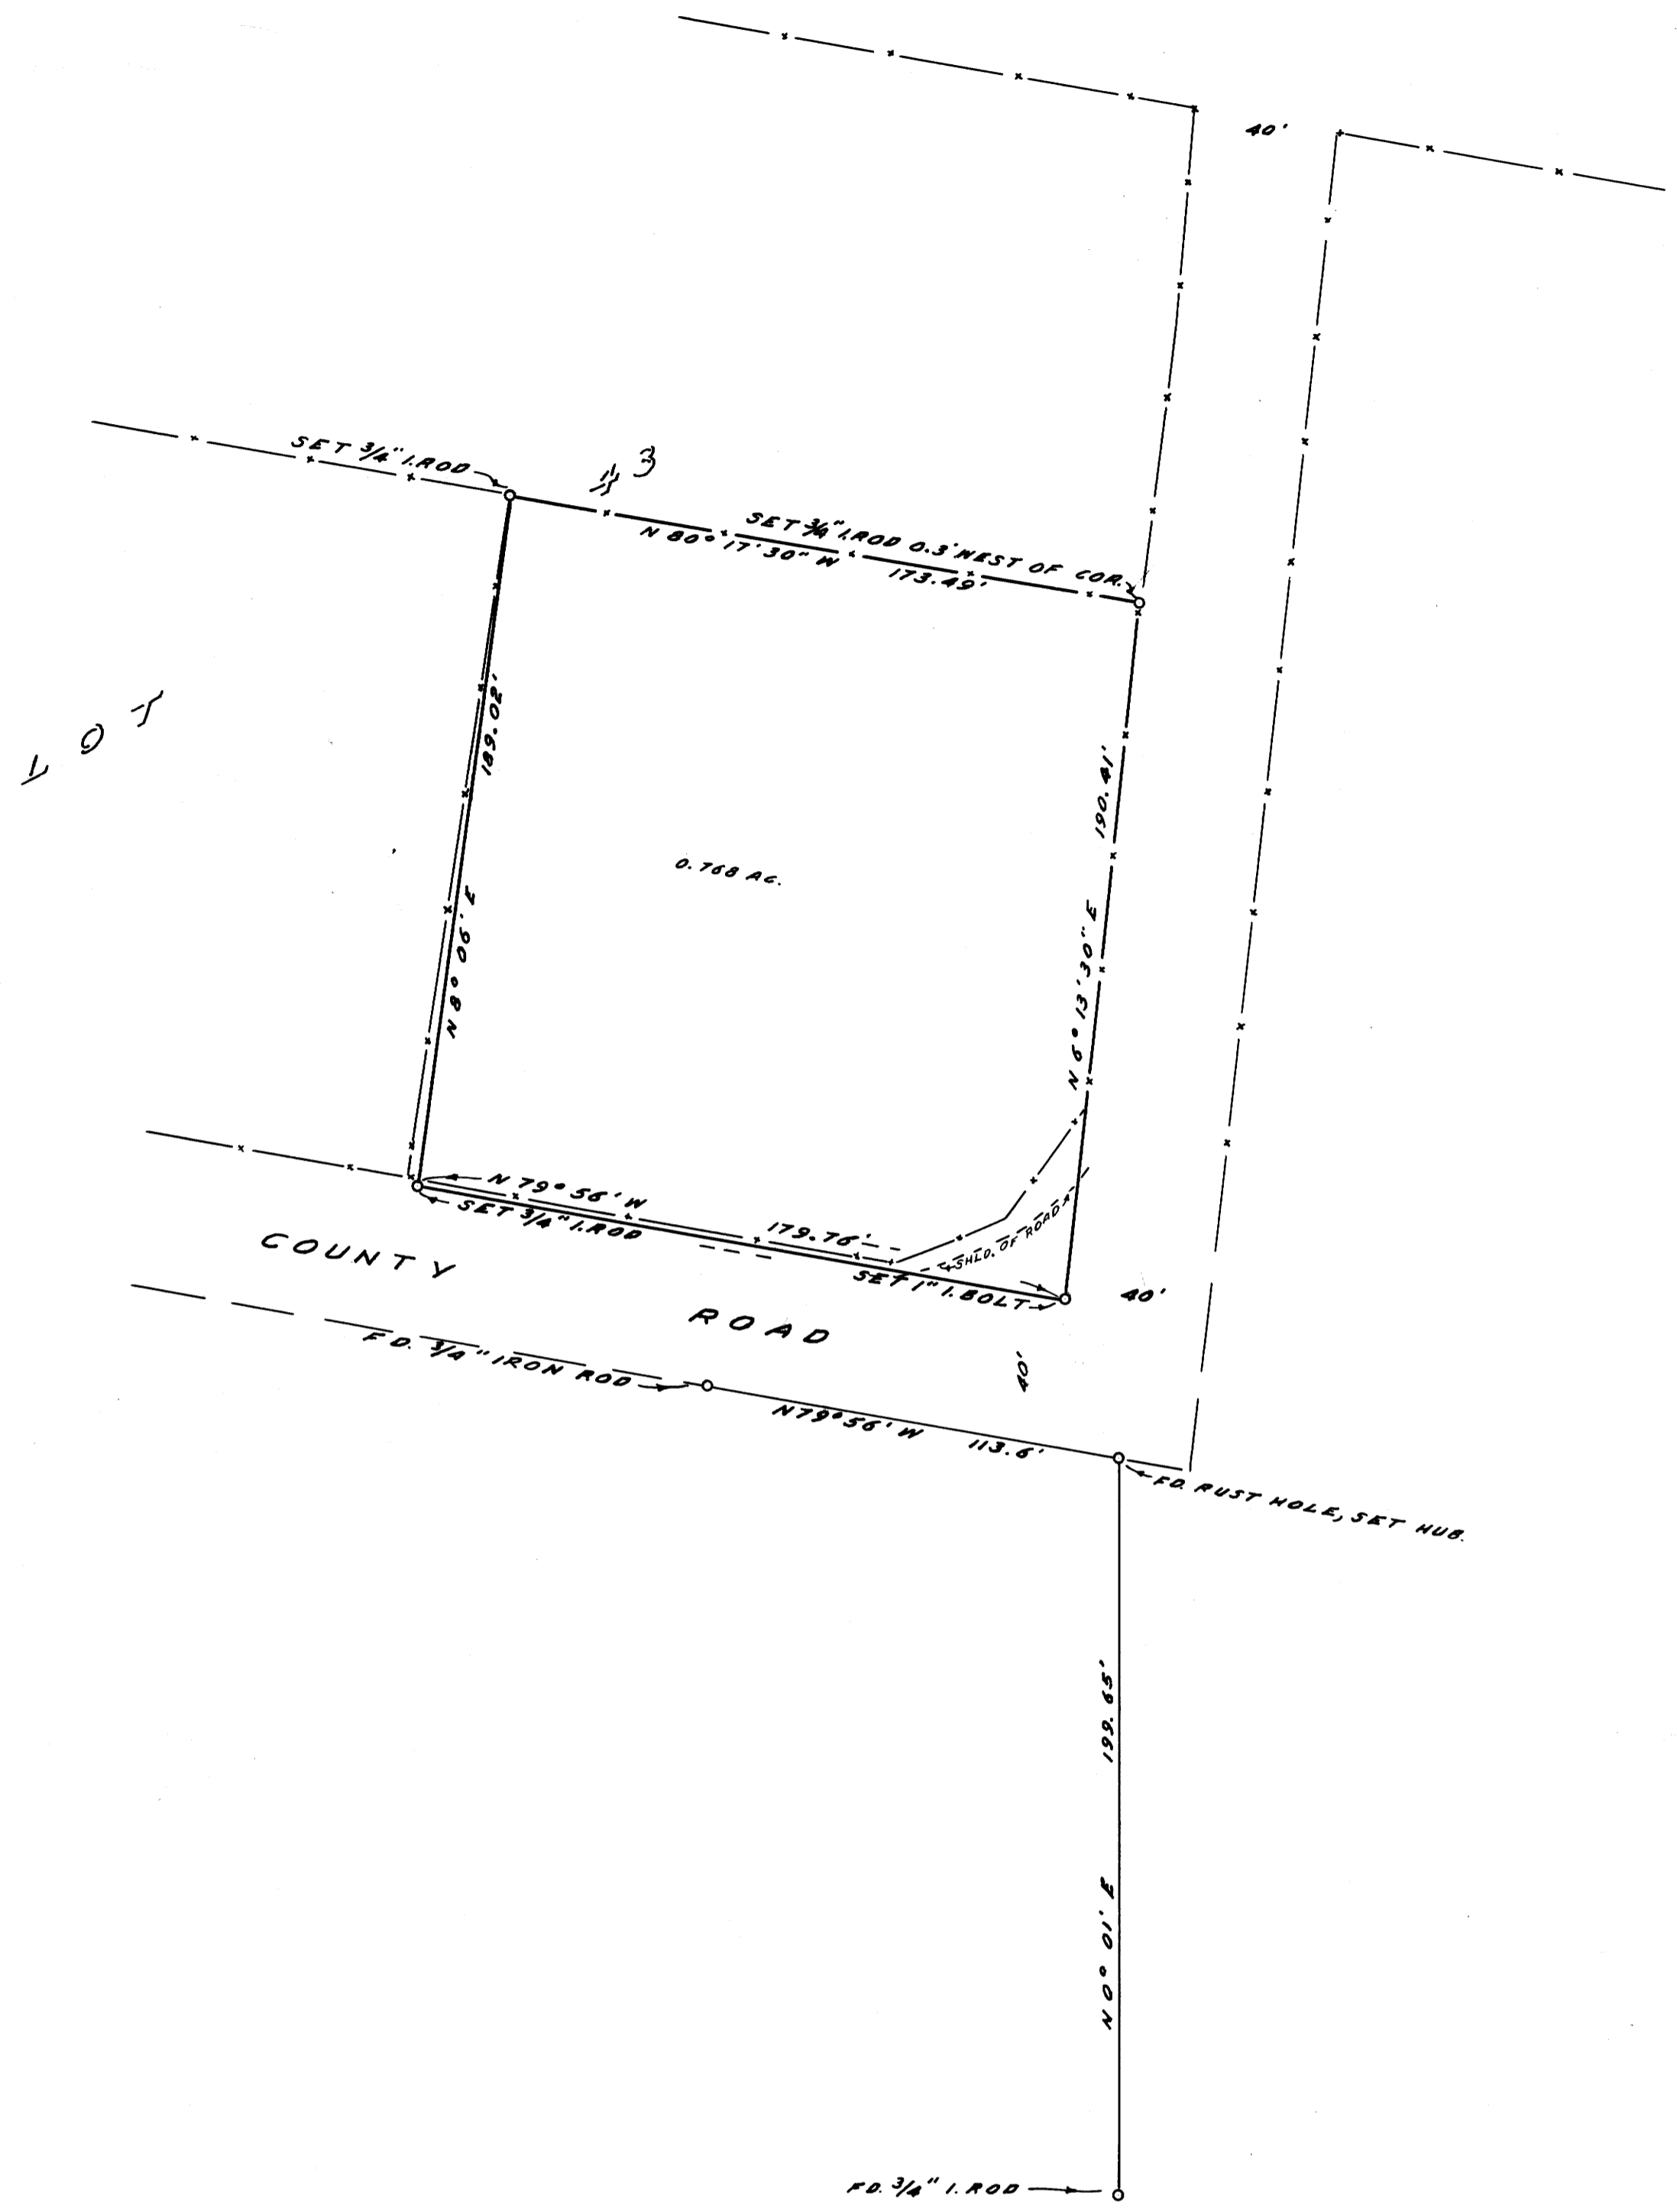 40'
SET 3/4" I. ROD
# 3
SET 3/4" I. ROD 0.3' WEST OF COR.
N 80° 17' 30" W 173.49'
LOT
189.02'
N 8° 06' E
190.41'
N 6° 13' 30" E
0.768 AC.
N 79° 56' W 179.76'
SET 3/4" I. ROD
SHLD. OF ROAD
SET 1" I. BOLT
40'
COUNTY ROAD
40'
FD. 3/4" IRON ROD
N 79° 56' W 113.6'
FD. RUST HOLE, SET HUB.
199.65'
N 0° 01' E
FD. 3/4" I. ROD